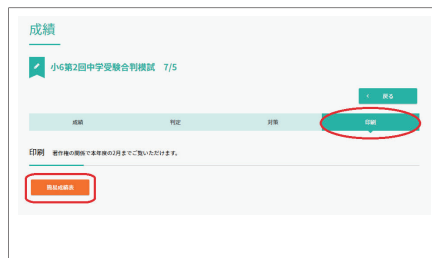 成績
小6第2回中学受験合判模試 7/5
< 戻る
成績 判定 対策 印刷
印刷 著作権の関係で本年度の2月までご覧いただけます。
簡易成績表